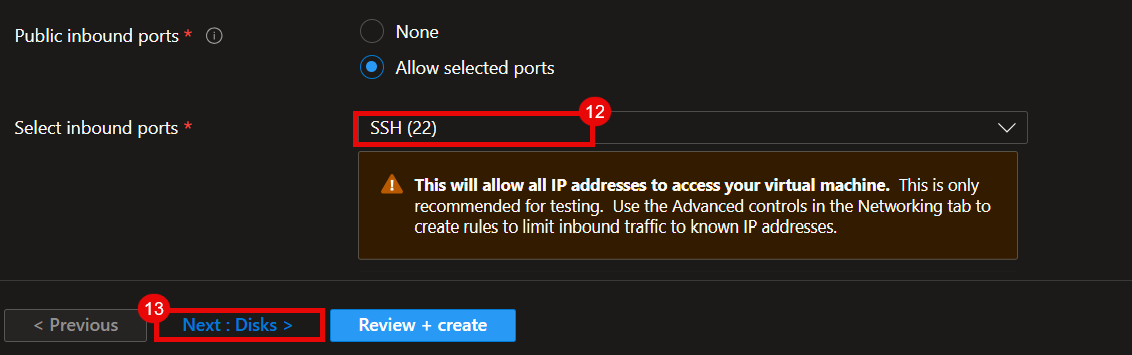 Public inbound ports *
None
Allow selected ports
12
Select inbound ports *
SSH (22)
This will allow all IP addresses to access your virtual machine. This is only
recommended for testing. Use the Advanced controls in the Networking tab to
create rules to limit inbound traffic to known IP addresses.
13
< Previous
Next : Disks >
Review + create